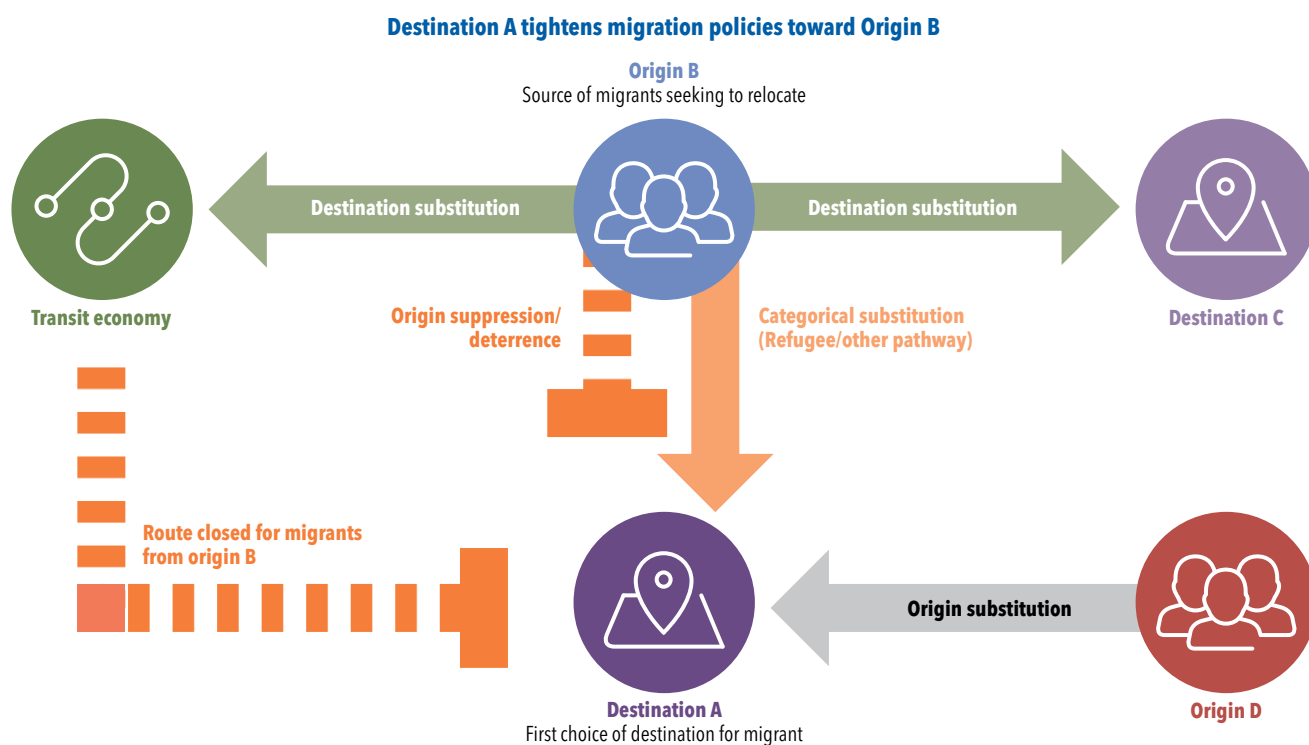 Destination A tightens migration policies toward Origin B
Origin B
Source of migrants seeking to relocate
Destination substitution
Destination substitution
Transit economy
Origin suppression/
deterrence
Categorical substitution
(Refugee/other pathway)
Destination C
Route closed for migrants
from origin B
Origin substitution
Destination A
First choice of destination for migrant
Origin D